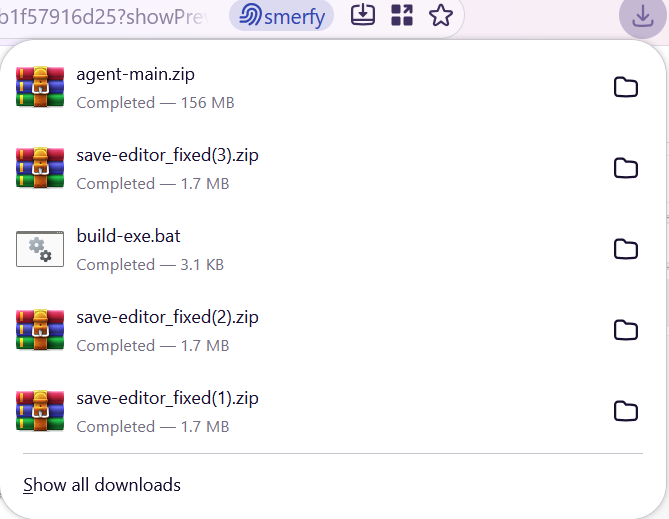 b1f57916d25?showPrev
smerfy
agent-main.zip
Completed — 156 MB
save-editor_fixed(3).zip
Completed — 1.7 MB
build-exe.bat
Completed — 3.1 KB
save-editor_fixed(2).zip
Completed — 1.7 MB
save-editor_fixed(1).zip
Completed — 1.7 MB
Show all downloads